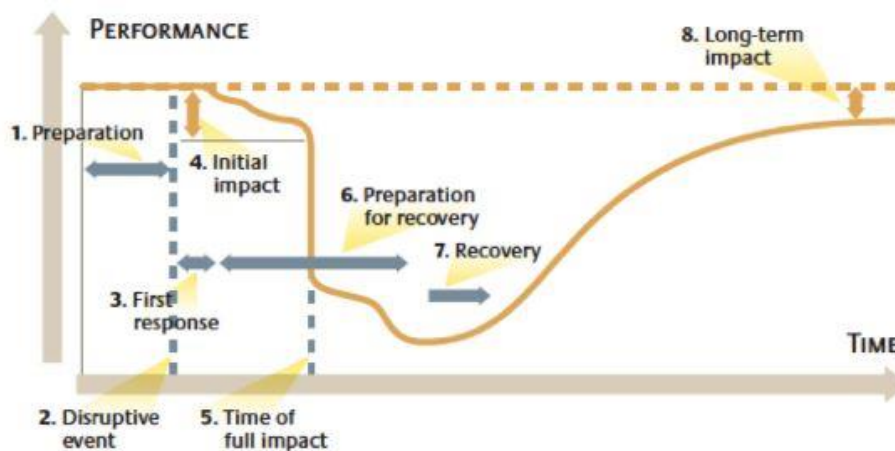 PERFORMANCE
8. Long-term
impact
1. Preparation
4. Initial
impact
6. Preparation
for recovery
7. Recovery
3. First
response
TIME
2. Disruptive
event
5. Time of
full impact